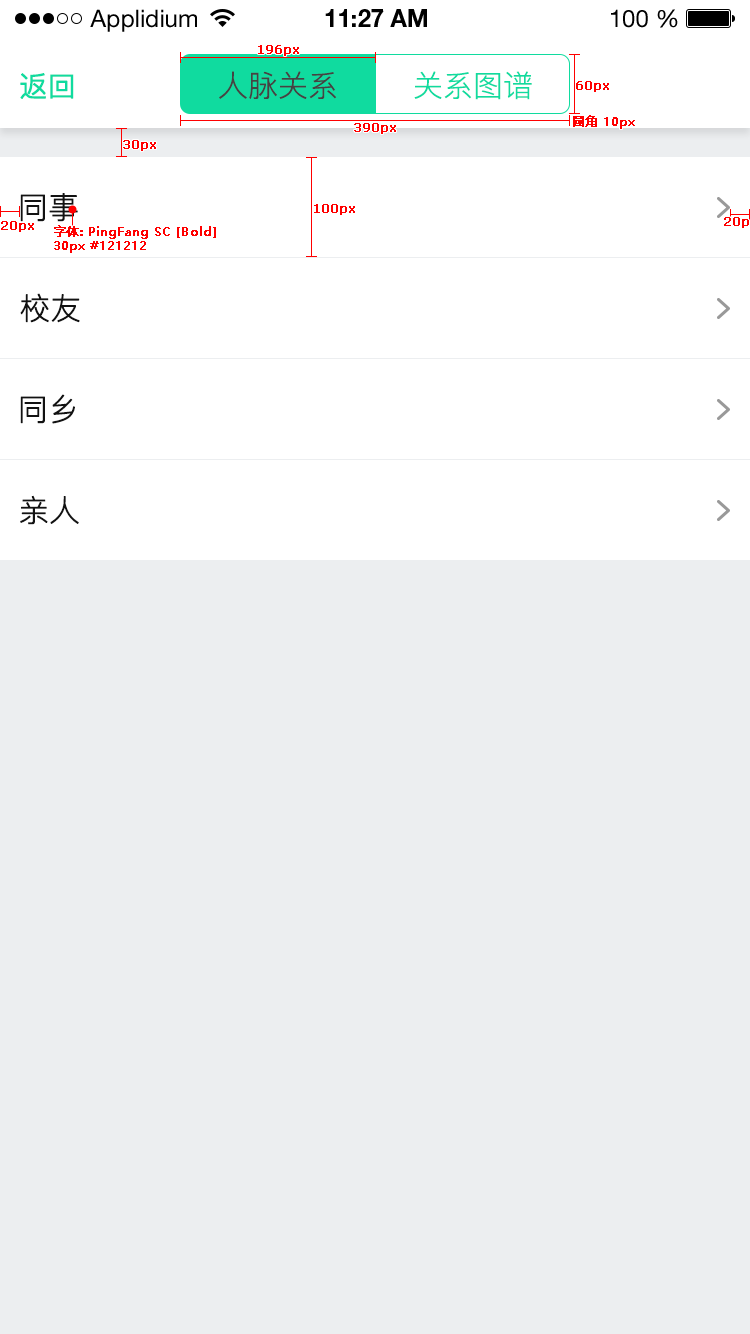 Applidium 11:27 AM 100 %
196px
返回 人脉关系 关系图谱 60px
390px 圆角 10px
30px
同事 100px
20px 20p
字体: PingFang SC [Bold]
30px #121212
校友
同乡
亲人